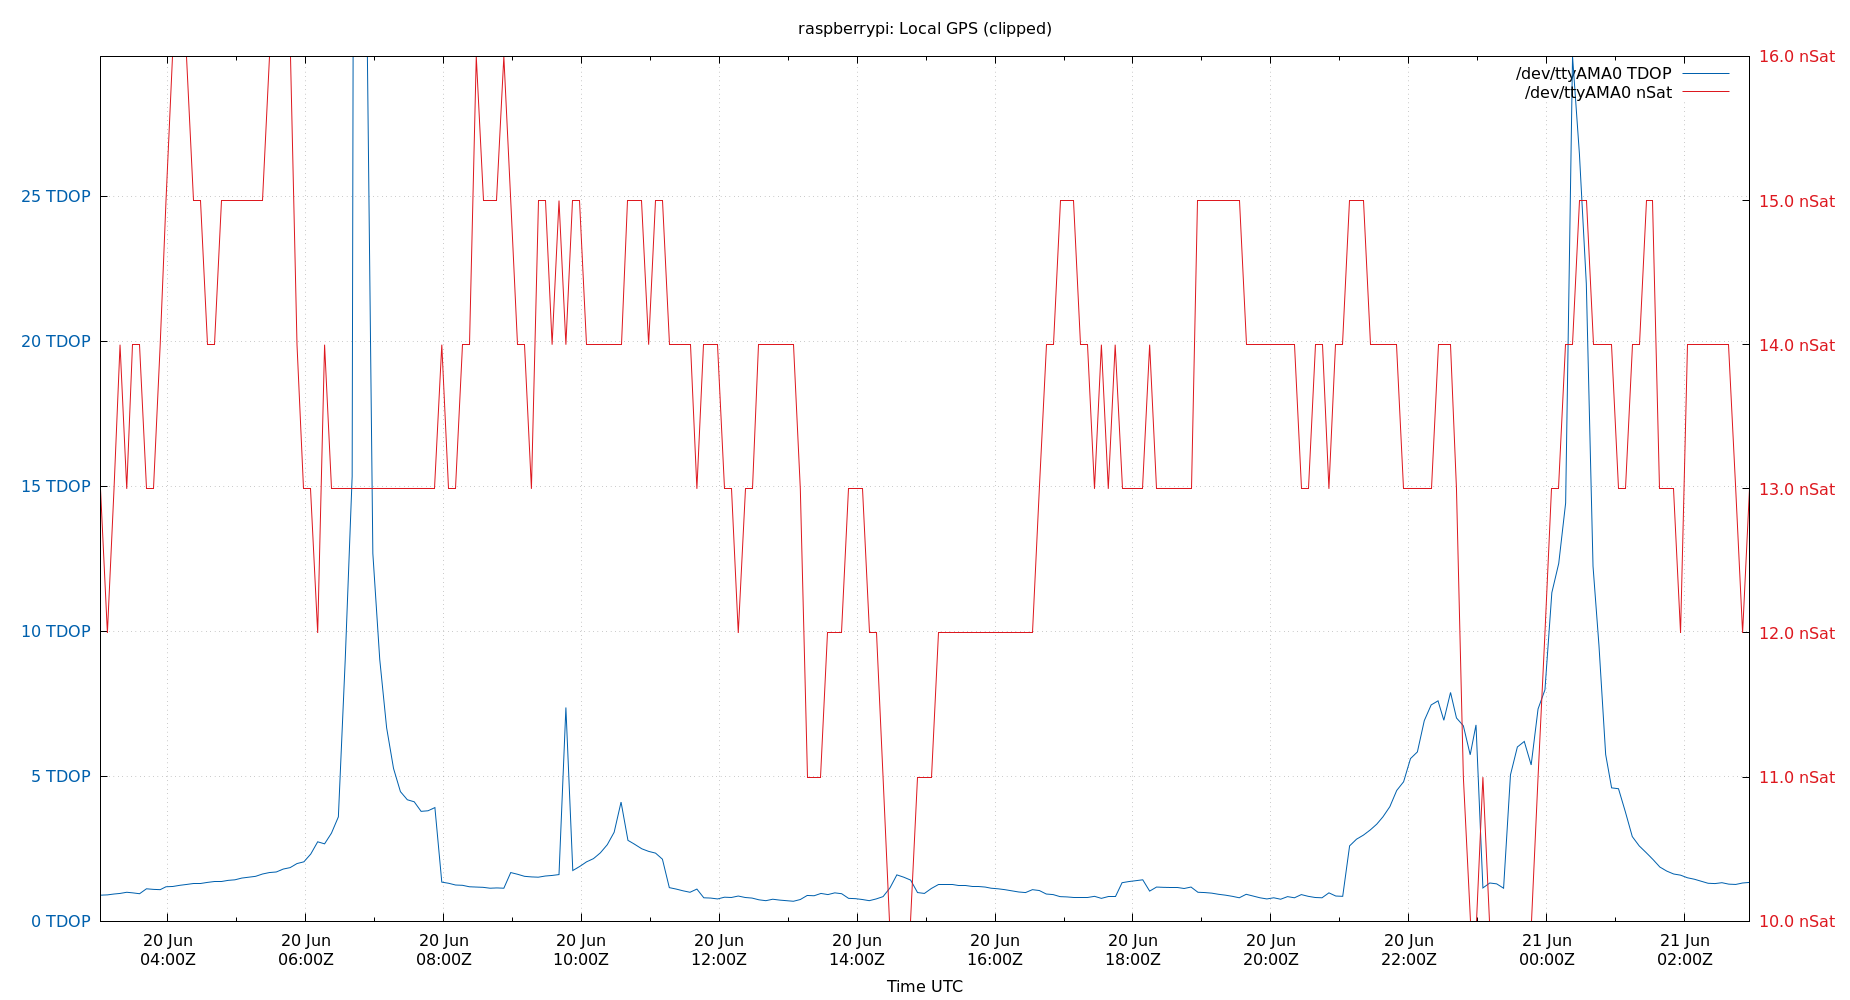 raspberrypi: Local GPS (clipped)
/dev/ttyAMA0 TDOP
/dev/ttyAMA0 nSat
25 TDOP
20 TDOP
15 TDOP
10 TDOP
5 TDOP
0 TDOP
16.0 nSat
15.0 nSat
14.0 nSat
13.0 nSat
12.0 nSat
11.0 nSat
10.0 nSat
20 Jun 20 Jun 20 Jun 20 Jun 20 Jun 20 Jun 20 Jun 20 Jun 20 Jun 20 Jun 21 Jun 21 Jun
04:00Z 06:00Z 08:00Z 10:00Z 12:00Z 14:00Z 16:00Z 18:00Z 20:00Z 22:00Z 00:00Z 02:00Z
Time UTC